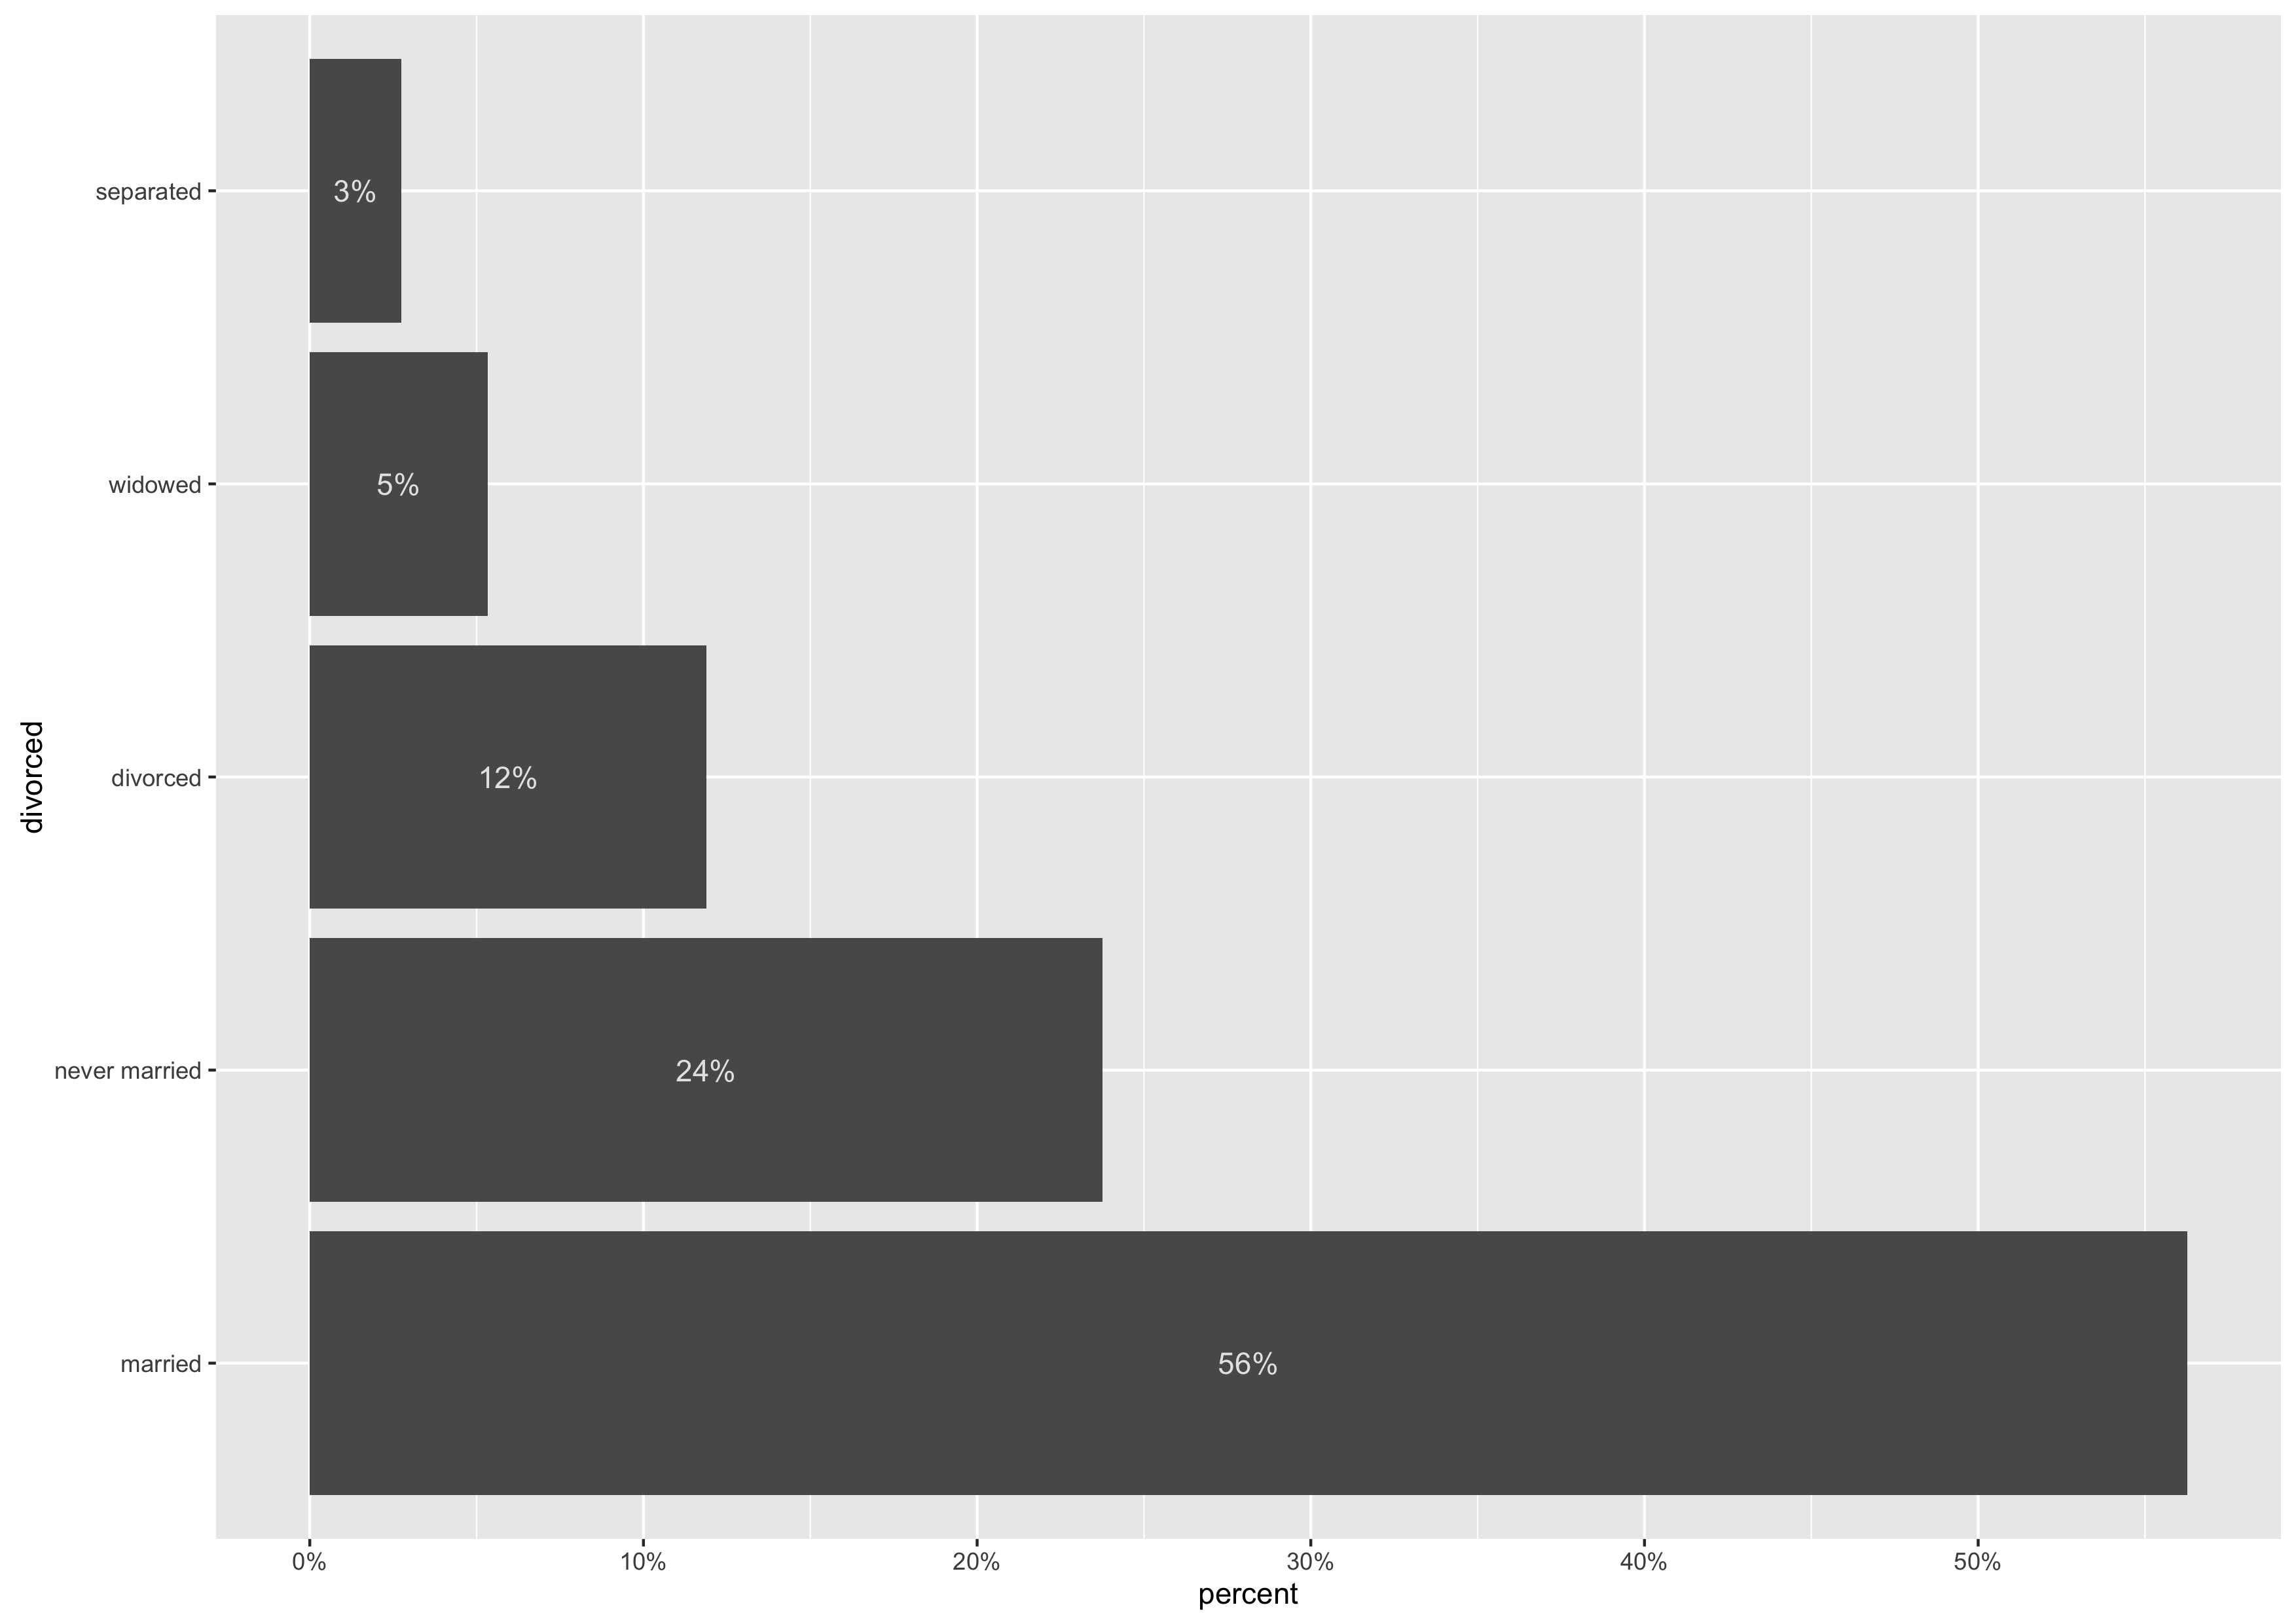 separated
3%
widowed
5%
divorced
divorced
12%
never married
24%
married
56%
0% 10% 20% 30% 40% 50%
percent